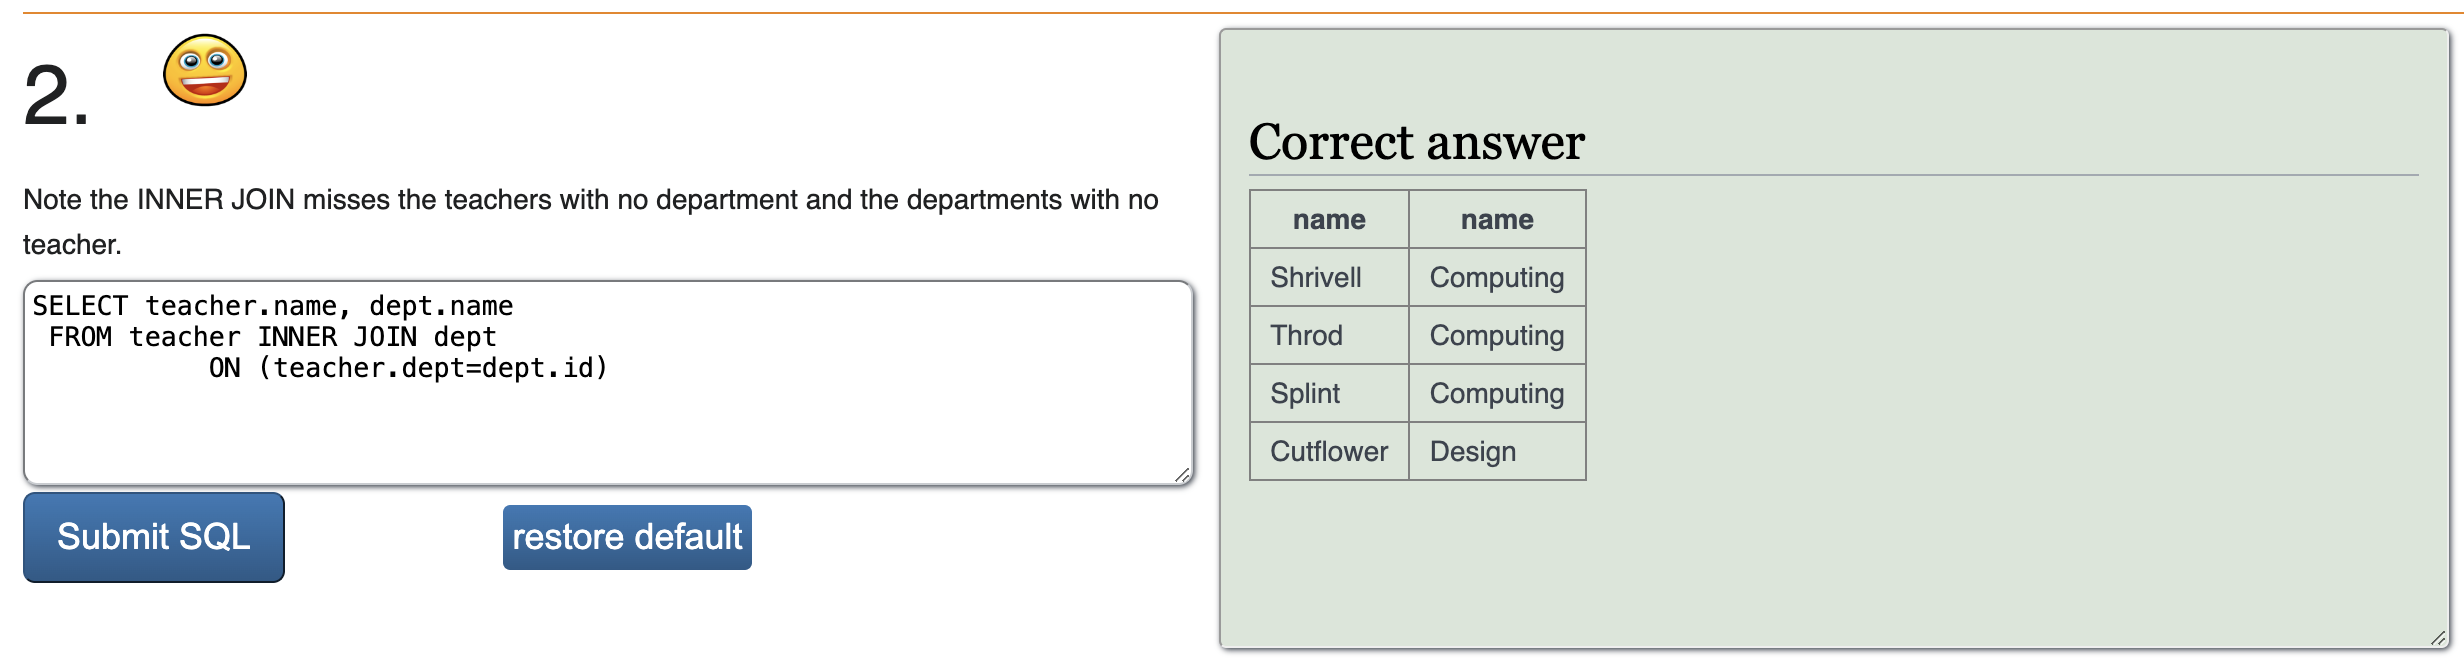 2.
Note the INNER JOIN misses the teachers with no department and the departments with no
teacher.
SELECT teacher.name, dept.name
FROM teacher INNER JOIN dept
ON (teacher.dept=dept.id)
Submit SQL
restore default
Correct answer
name name
Shrivell Computing
Throd Computing
Splint Computing
Cutflower Design